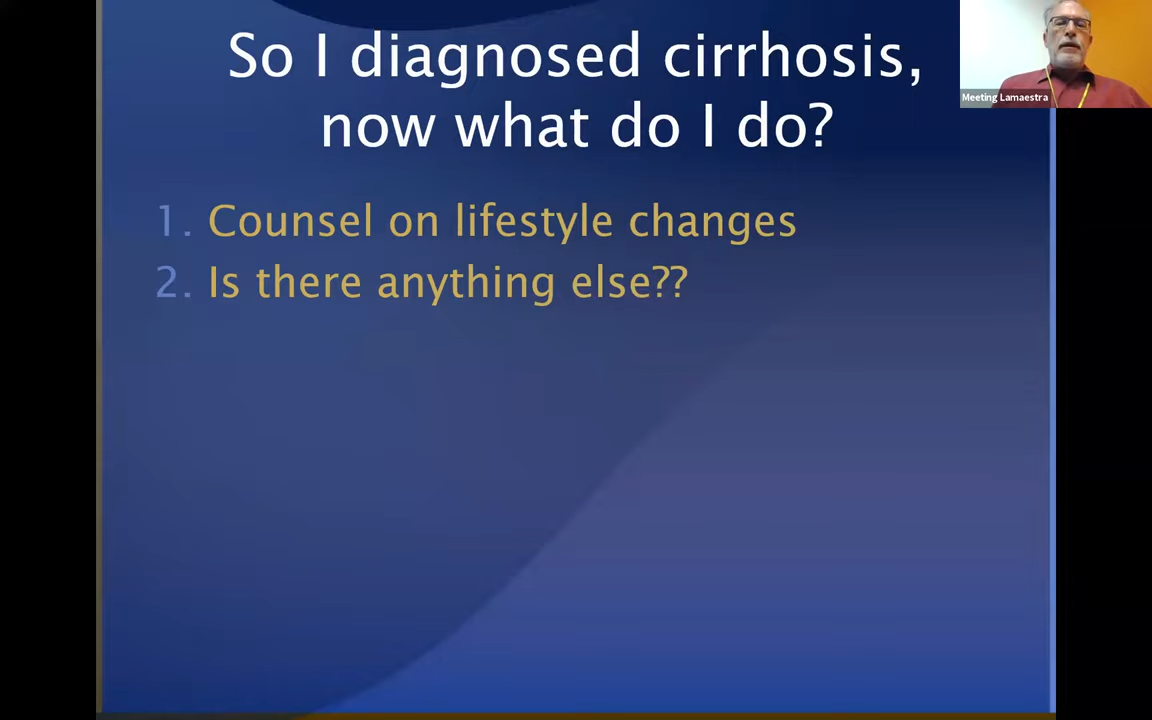 So I diagnosed cirrhosis,
now what do I do?
Meeting Lamaestra
1. Counsel on lifestyle changes
2. Is there anything else??